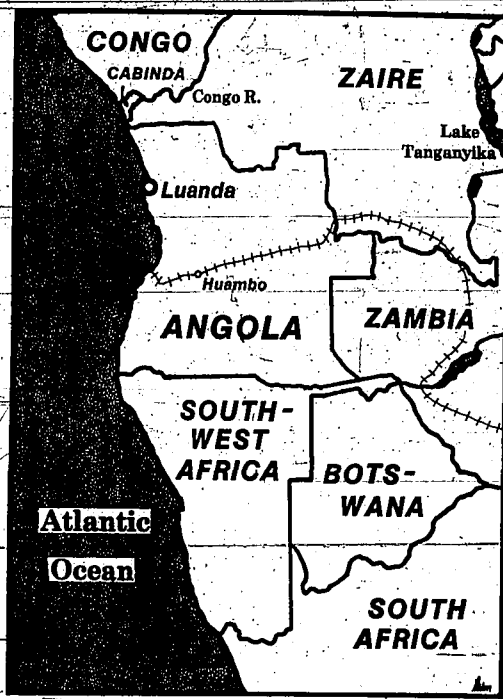 CONGO
CABINDA
Congo R.
ZAIRE
Lake
Tanganyika
Luanda
Huambo
ANGOLA
ZAMBIA
SOUTH-
WEST
AFRICA
BOTS-
WANA
Atlantic
Ocean
SOUTH
AFRICA